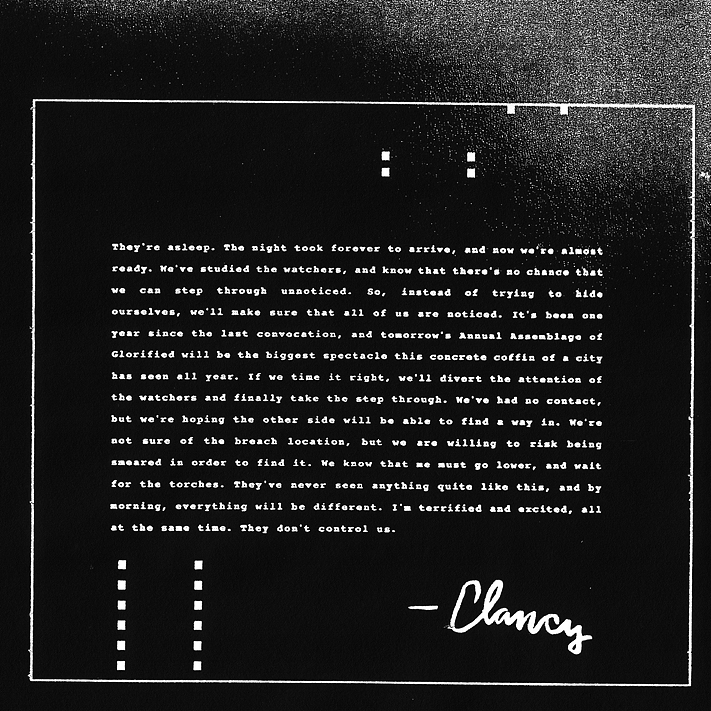 They're asleep. The night took forever to arrive, and now we're almost
ready. We've studied the watchers, and know that there's no chance that
we can step through unnoticed. So, instead of trying to hide
ourselves, we'll make sure that all of us are noticed. It's been one
year since the last convocation, and tomorrow's Annual Assemblage of
Glorified will be the biggest spectacle this concrete coffin of a city
has seen all year. If we time it right, we'll divert the attention of
the watchers and finally take the step through. We've had no contact,
but we're hoping the other side will be able to find a way in. We're
not sure of the breach location, but we are willing to risk being
smeared in order to find it. We know that we must go lower, and wait
for the torches. They've never seen anything quite like this, and by
morning, everything will be different. I'm terrified and excited, all
at the same time. They don't control us.
— Clancy